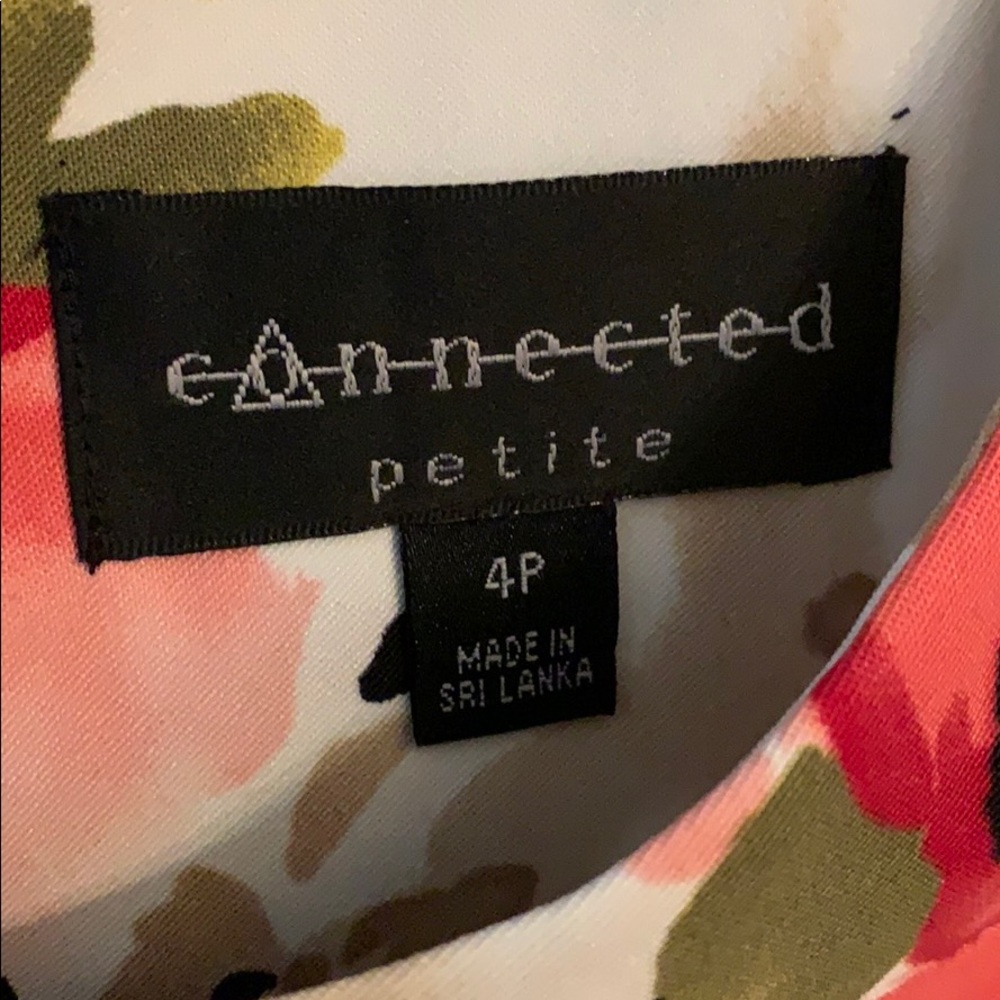 connected
petite
4P
MADE IN
SRI LANKA